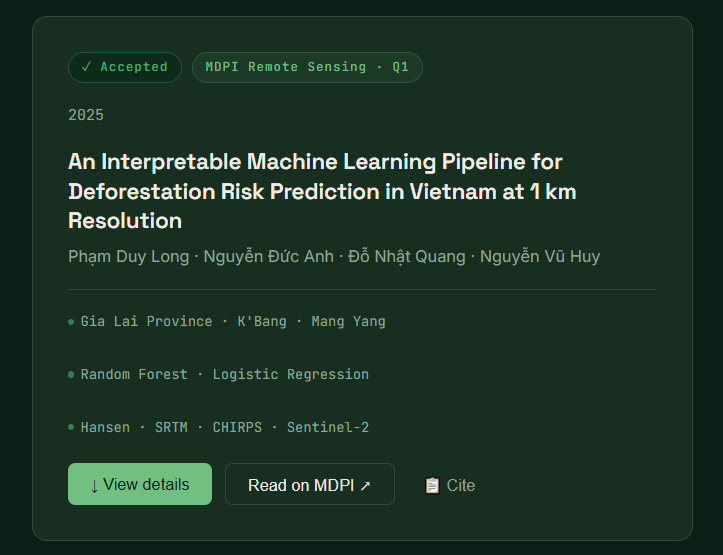 ✓ Accepted
MDPI Remote Sensing · Q1
2025
An Interpretable Machine Learning Pipeline for
Deforestation Risk Prediction in Vietnam at 1 km
Resolution
Phạm Duy Long · Nguyễn Đức Anh · Đỗ Nhật Quang · Nguyễn Vũ Huy
Gia Lai Province · K'Bang · Mang Yang
Random Forest · Logistic Regression
Hansen · SRTM · CHIRPS · Sentinel-2
↓ View details
Read on MDPI ↗
📋 Cite